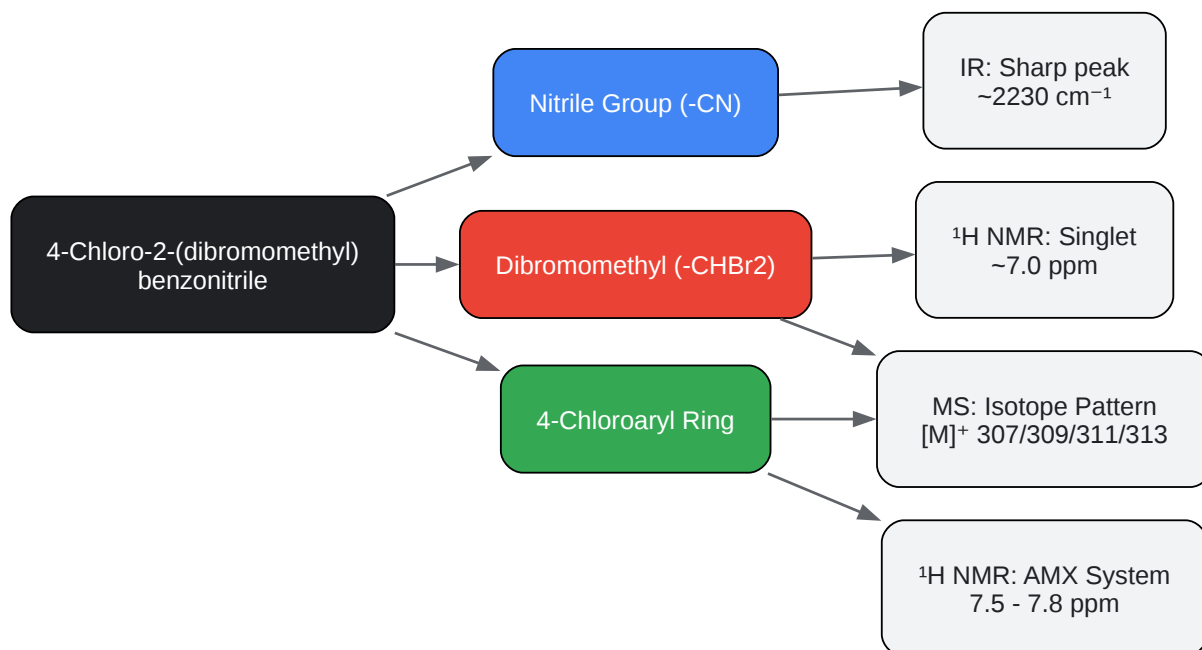 4-Chloro-2-(dibromomethyl)
benzonitrile
Nitrile Group (-CN)
Dibromomethyl (-CHBr2)
4-Chloroaryl Ring
IR: Sharp peak
~2230 cm⁻¹
¹H NMR: Singlet
~7.0 ppm
MS: Isotope Pattern
[M]⁺ 307/309/311/313
¹H NMR: AMX System
7.5 - 7.8 ppm